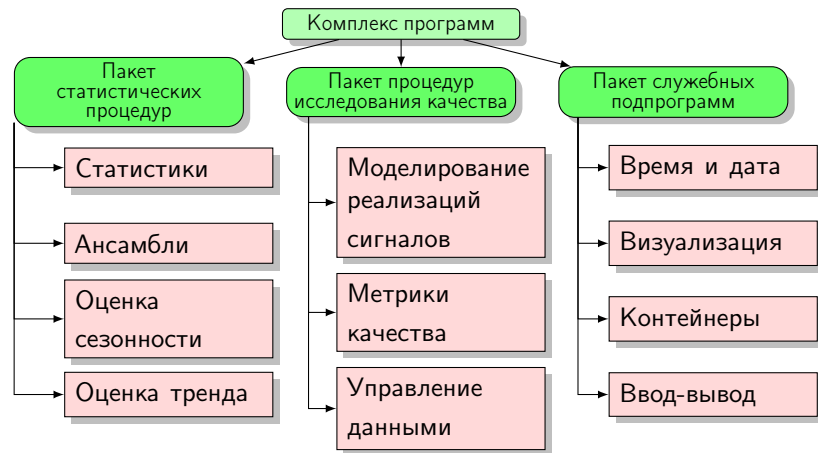 Комплекс программ
Пакет
статистических
процедур
Статистики
Ансамбли
Оценка
сезонности
Оценка тренда
Пакет процедур
исследования качества
Моделирование
реализаций
сигналов
Метрики
качества
Управление
данными
Пакет служебных
подпрограмм
Время и дата
Визуализация
Контейнеры
Ввод-вывод